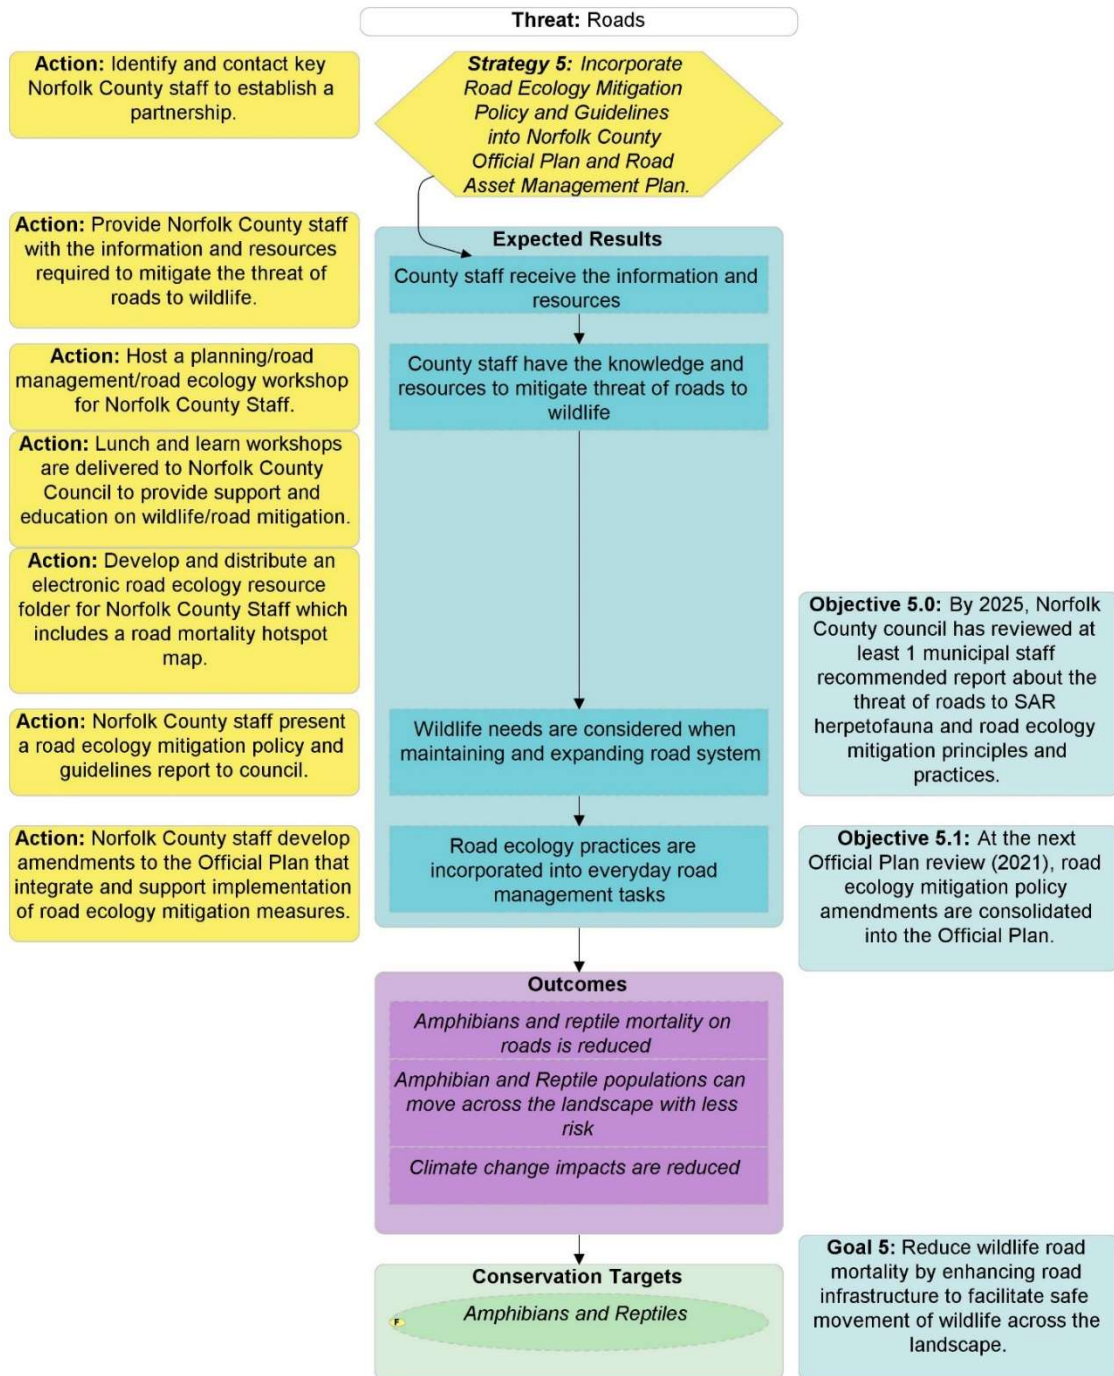 Threat: Roads
Action: Identify and contact key
Norfolk County staff to establish a
partnership.
Strategy 5: Incorporate
Road Ecology Mitigation
Policy and Guidelines
into Norfolk County
Official Plan and Road
Asset Management Plan.
Action: Provide Norfolk County staff
with the information and resources
required to mitigate the threat of
roads to wildlife.
Action: Host a planning/road
management/road ecology workshop
for Norfolk County Staff.
Action: Lunch and learn workshops
are delivered to Norfolk County
Council to provide support and
education on wildlife/road mitigation.
Action: Develop and distribute an
electronic road ecology resource
folder for Norfolk County Staff which
includes a road mortality hotspot
map.
Action: Norfolk County staff present
a road ecology mitigation policy and
guidelines report to council.
Action: Norfolk County staff develop
amendments to the Official Plan that
integrate and support implementation
of road ecology mitigation measures.
Expected Results
County staff receive the information and
resources
County staff have the knowledge and
resources to mitigate threat of roads to
wildlife
Wildlife needs are considered when
maintaining and expanding road system
Road ecology practices are
incorporated into everyday road
management tasks
Objective 5.0: By 2025, Norfolk
County council has reviewed at
least 1 municipal staff
recommended report about the
threat of roads to SAR
herpetofauna and road ecology
mitigation principles and
practices.
Objective 5.1: At the next
Official Plan review (2021), road
ecology mitigation policy
amendments are consolidated
into the Official Plan.
Outcomes
Amphibians and reptile mortality on
roads is reduced
Amphibian and Reptile populations can
move across the landscape with less
risk
Climate change impacts are reduced
Conservation Targets
Amphibians and Reptiles
F
Goal 5: Reduce wildlife road
mortality by enhancing road
infrastructure to facilitate safe
movement of wildlife across the
landscape.